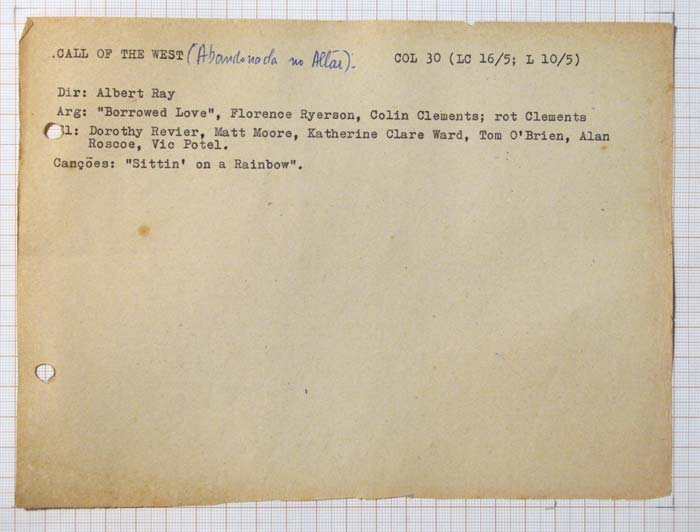 .CALL OF THE WEST (Abandonada no Altar). COL 30 (LC 16/5; L 10/5)
Dir: Albert Ray
Arg: "Borrowed Love", Florence Ryerson, Colin Clements; rot Clements
El: Dorothy Revier, Matt Moore, Katherine Clare Ward, Tom O'Brien, Alan
Roscoe, Vic Potel.
Canções: "Sittin' on a Rainbow".